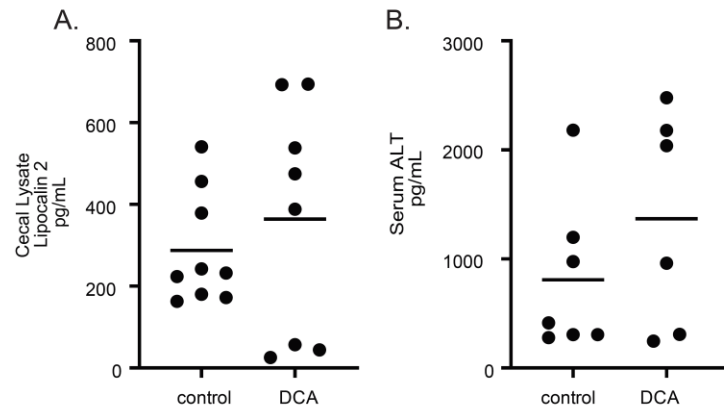 A.
Cecal Lysate
Lipocalin 2
pg/mL
800
600
400
200
0
control
DCA
B.
Serum ALT
pg/mL
3000
2000
1000
0
control
DCA